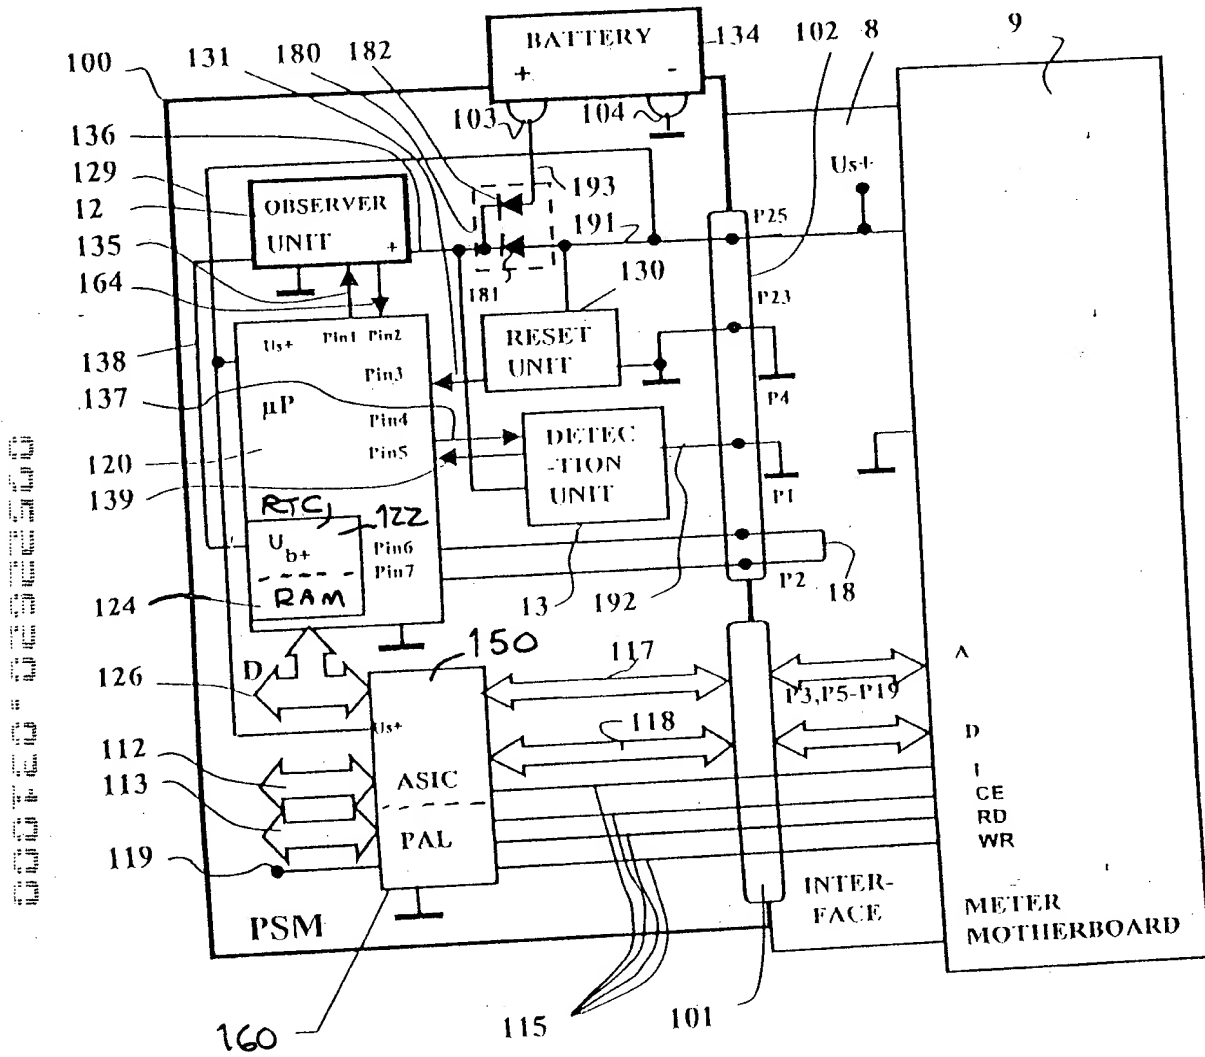 BATTERY
+ -
134
102
8
9
100
131
180
182
103
104
136
129
12
OBSERVER
UNIT
+
193
Us+
191
P25
130
135
164
181
P23
Us+
Pin1
Pin2
RESET
UNIT
138
137
Pin3
P4
µP
Pin4
Pin5
DETEC
-TION
UNIT
120
139
P1
RTC
122
Ub+
Pin6
Pin7
P2
18
124
RAM
13
192
D
126
150
117
A
P3,P5-P19
Us+
118
D
112
113
ASIC
I
CE
RD
WR
PAL
119
INTER-
FACE
METER
MOTHERBOARD
PSM
160
115
101